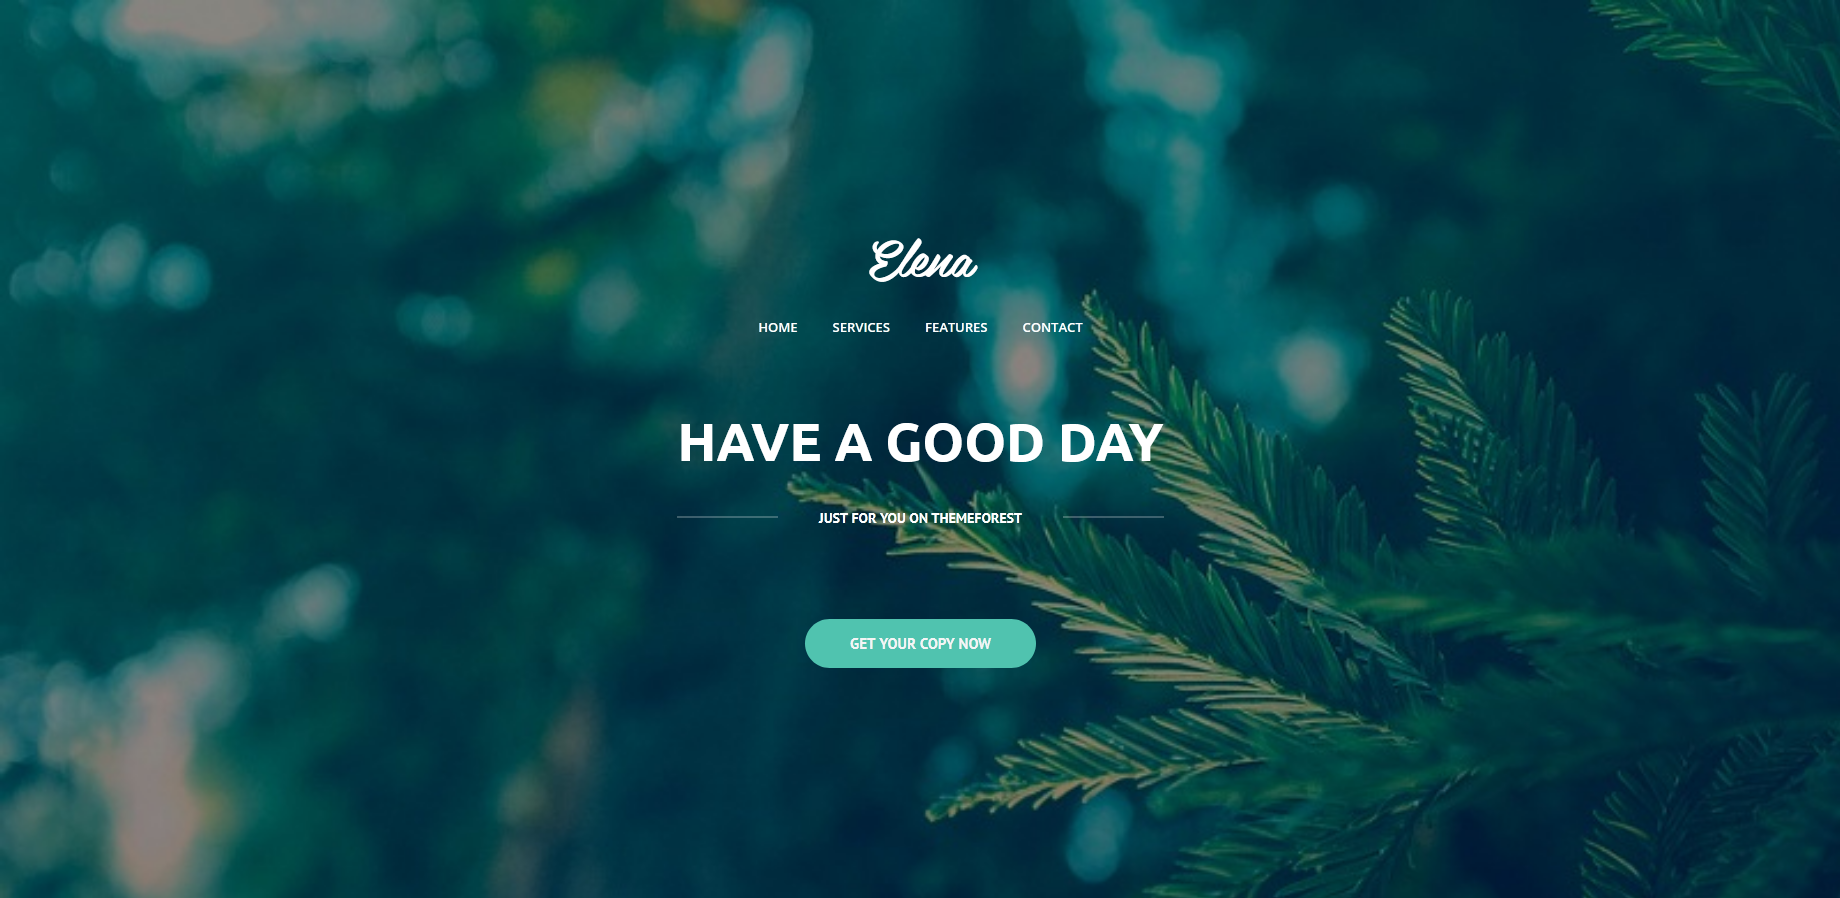 Elena
HOME SERVICES FEATURES CONTACT
HAVE A GOOD DAY
JUST FOR YOU ON THEMEFOREST
GET YOUR COPY NOW